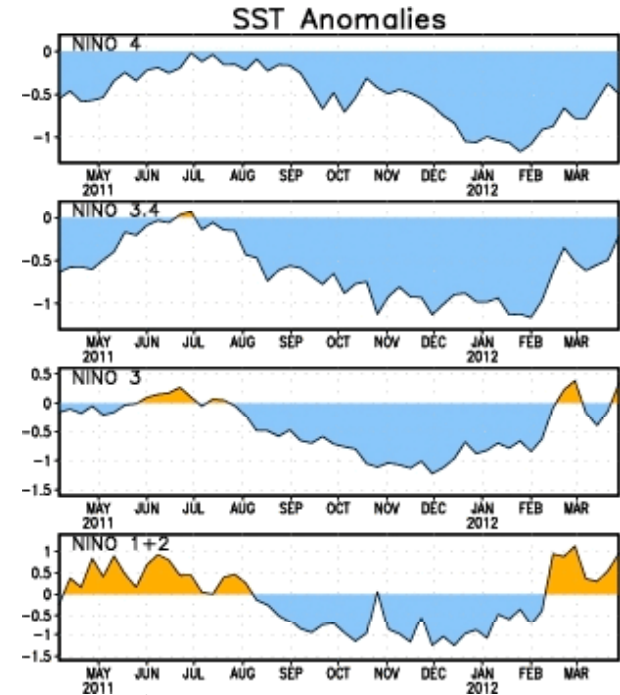 SST Anomalies
NINO 4
0
-0.5
-1
MAY JUN JUL AUG SEP OCT NOV DEC JAN FEB MAR
2011 2012
NINO 3.4
0
-0.5
-1
MAY JUN JUL AUG SEP OCT NOV DEC JAN FEB MAR
2011 2012
0.5
NINO 3
0
-0.5
-1
-1.5
MAY JUN JUL AUG SEP OCT NOV DEC JAN FEB MAR
2011 2012
NINO 1+2
1
0.5
0
-0.5
-1
-1.5
MAY JUN JUL AUG SEP OCT NOV DEC JAN FEB MAR
2011 2012